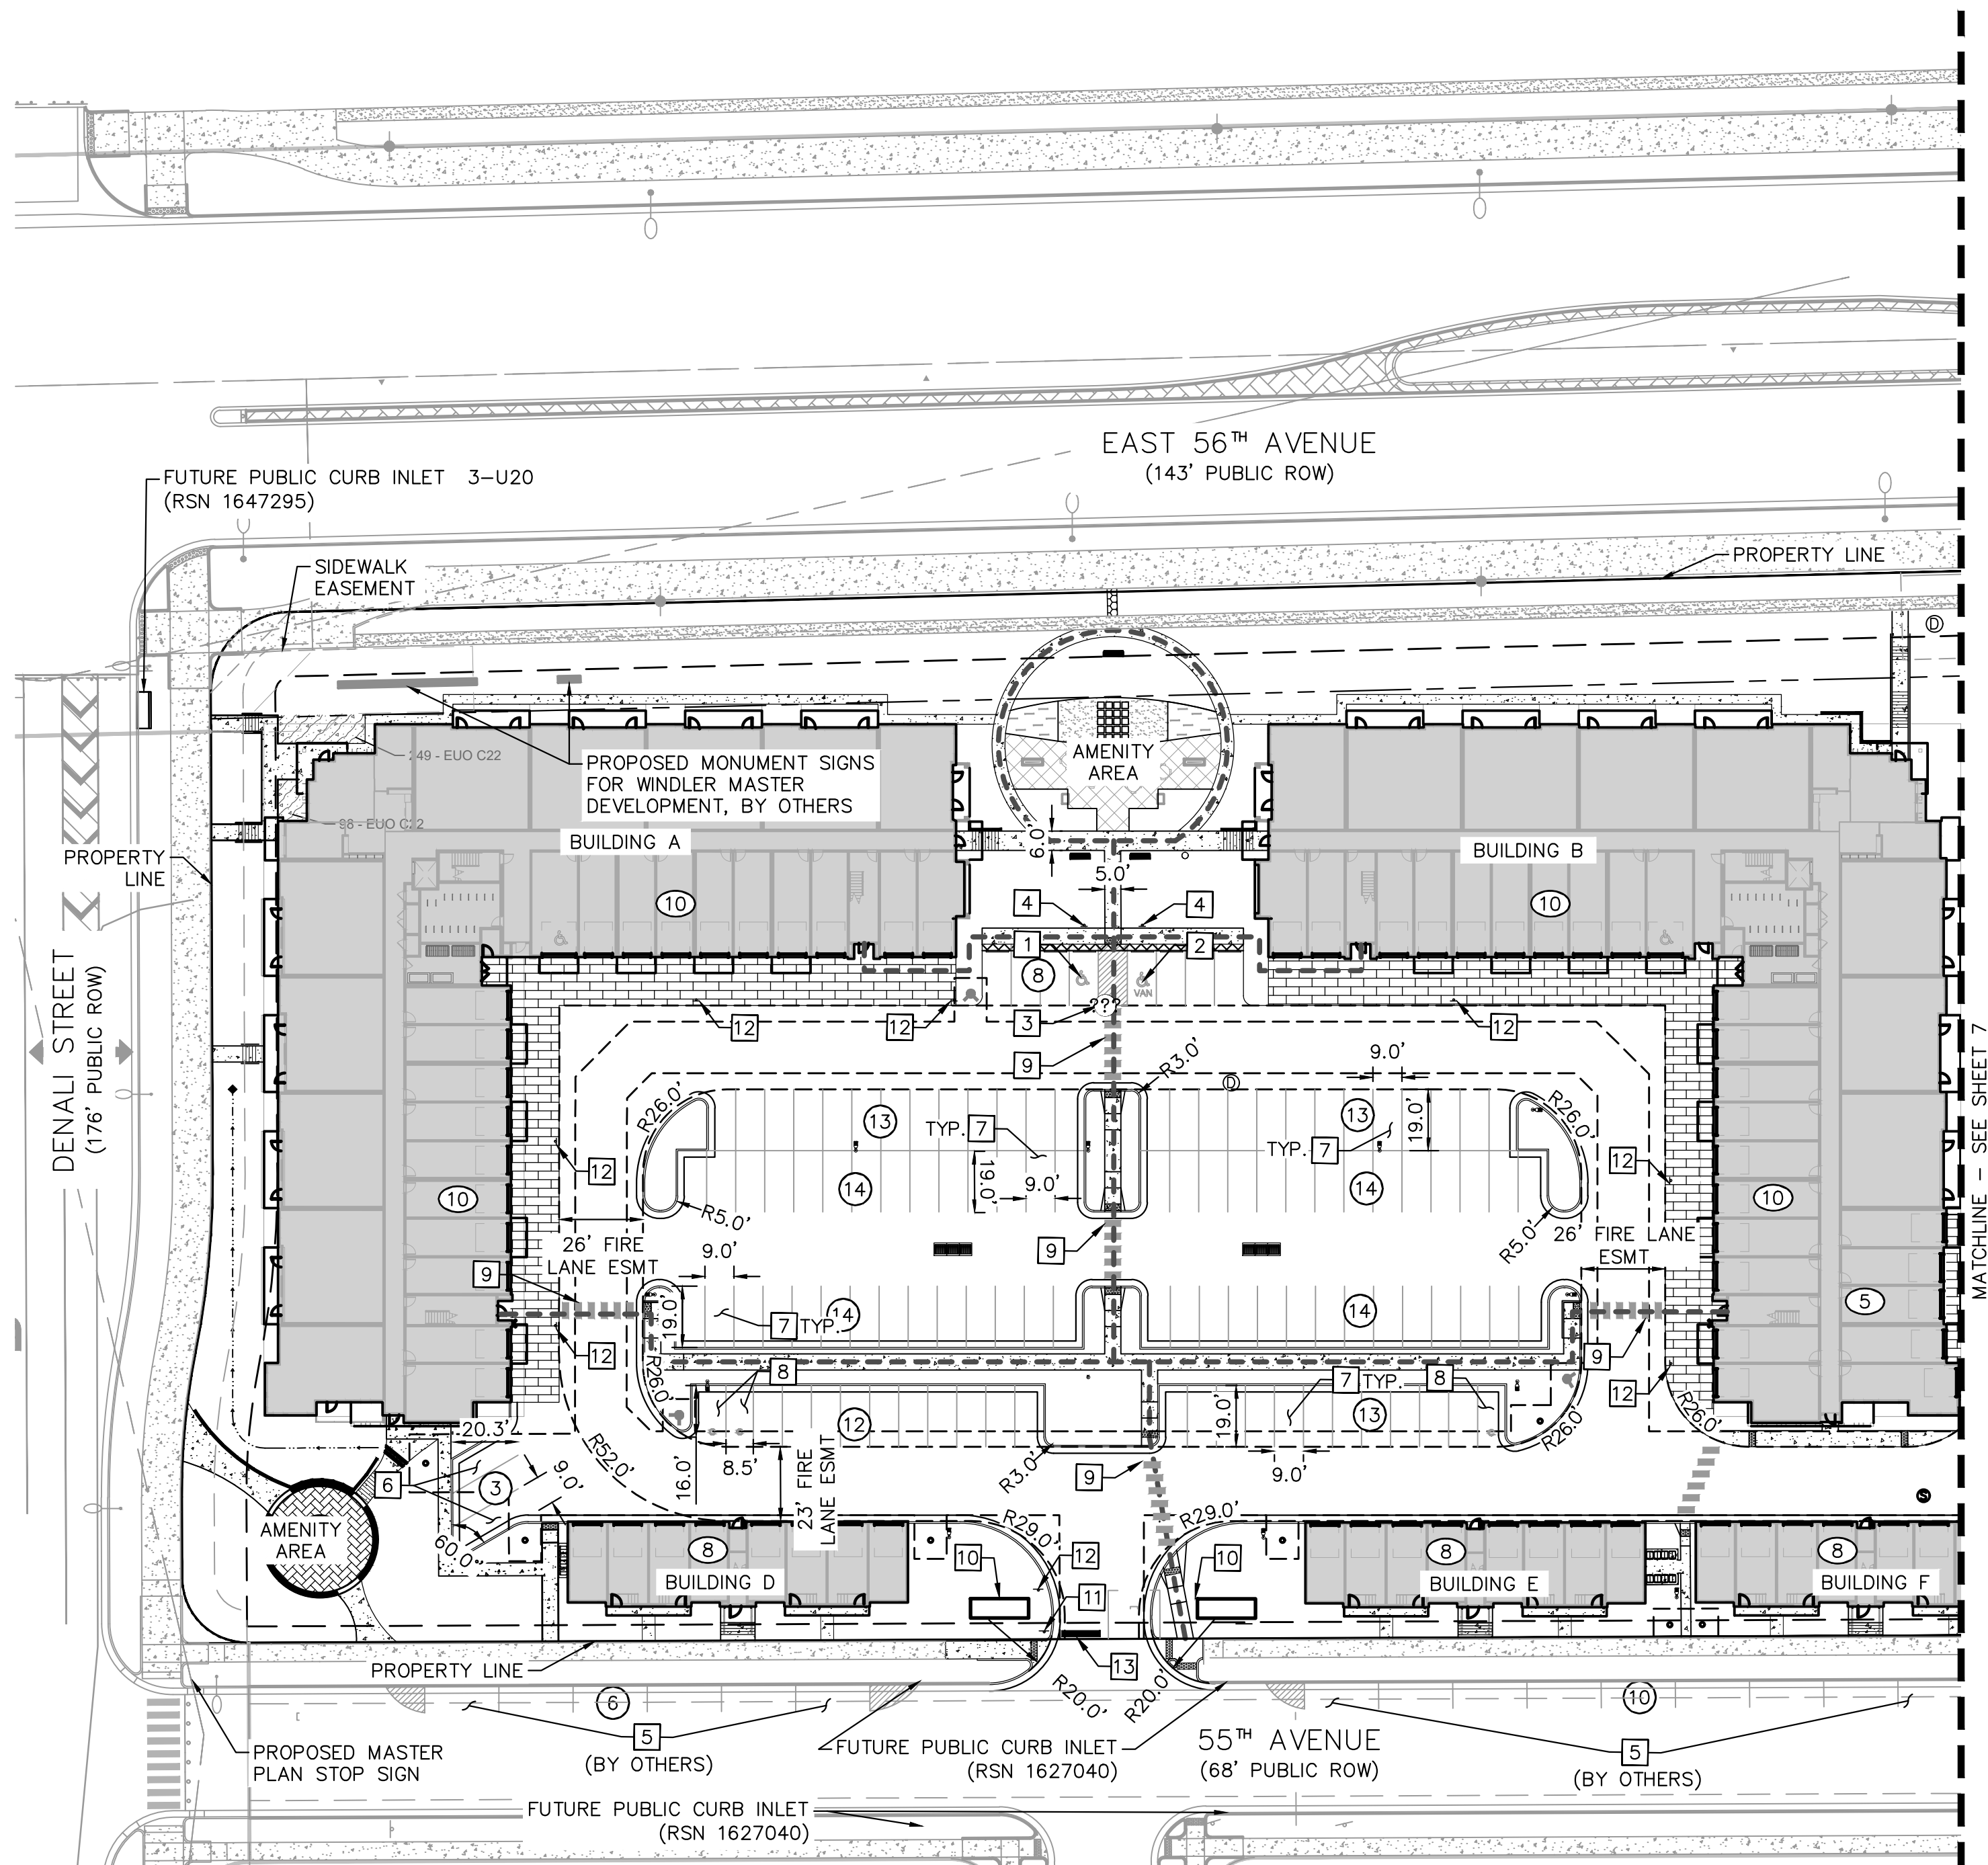 EAST 56TH AVENUE
(143' PUBLIC ROW)
FUTURE PUBLIC CURB INLET 3-U20
(RSN 1647295)
SIDEWALK
EASEMENT
PROPERTY LINE
D
249 - EUO C22
PROPOSED MONUMENT SIGNS
FOR WINDLER MASTER
DEVELOPMENT, BY OTHERS
AMENITY
AREA
98 - EUO C22
BUILDING A
6.0'
BUILDING B
PROPERTY
LINE
5.0'
10
4
4
10
1
2
8
VAN
DENALI STREET
(176' PUBLIC ROW)
12
12
3
???
12
9
R3.0'
9.0'
D
MATCHLINE - SEE SHEET 7
R26.0'
13
TYP.
7
13
TYP.
7
19.0'
R26.0'
12
12
10
14
19.0'
9.0'
14
10
R5.0'
R5.0'
26' FIRE
LANE ESMT
9.0'
9
26' FIRE LANE
ESMT
9
19.0'
7
TYP.
14
14
5
12
9
R26.0'
8
7
TYP.
8
12
20.3'
R52.0'
12
19.0'
13
R26.0'
R26.0'
6
3
9.0'
16.0'
8.5'
23' FIRE
LANE ESMT
R3.0'
9
9.0'
S
AMENITY
AREA
60.0'
8
BUILDING D
R29.0'
10
12
11
R29.0'
10
8
BUILDING E
8
BUILDING F
PROPERTY LINE
13
R20.0'
R20.0'
6
10
5
(BY OTHERS)
PROPOSED MASTER
PLAN STOP SIGN
FUTURE PUBLIC CURB INLET
(RSN 1627040)
55TH AVENUE
(68' PUBLIC ROW)
5
(BY OTHERS)
FUTURE PUBLIC CURB INLET
(RSN 1627040)